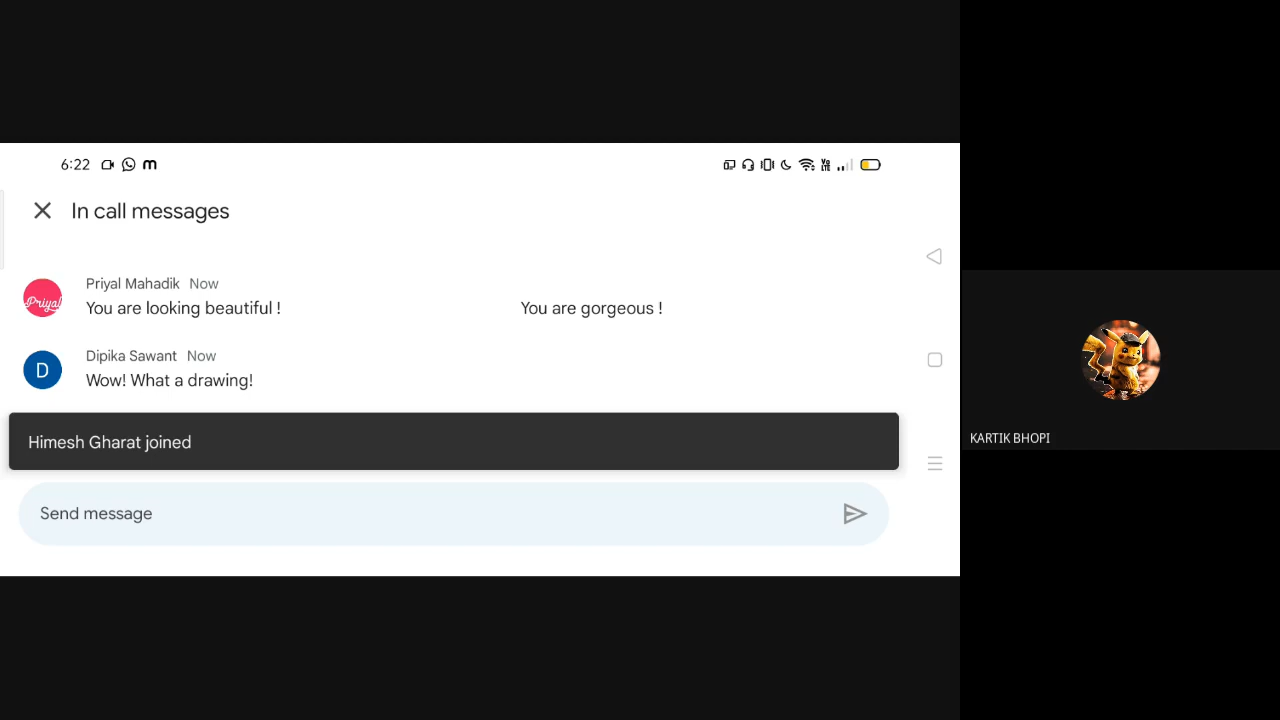 6:22
In call messages
Priyal Mahadik Now
You are looking beautiful ! You are gorgeous !
Dipika Sawant Now
D
Wow! What a drawing!
Himesh Gharat joined
Send message
Priyal
KARTIK BHOPI